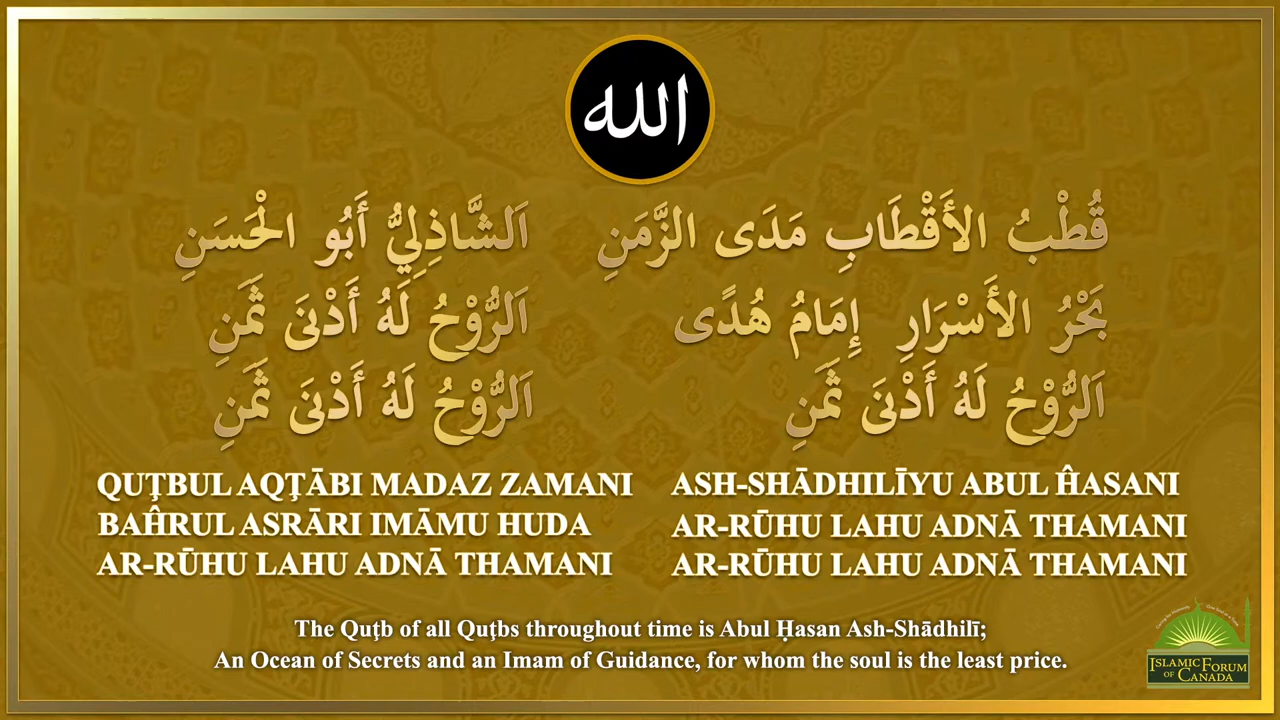 الله
قُطْبُ الأَقْطَابِ مَدَى الزَّمَنِ اَلشَّاذِلِيُّ أَبُو الْحَسَنِ
بَحْرُ الأَسْرَارِ إِمَامُ هُدًى اَلرُّوْحُ لَهُ أَدْنَى ثَمَنِ
اَلرُّوْحُ لَهُ أَدْنَى ثَمَنِ اَلرُّوْحُ لَهُ أَدْنَى ثَمَنِ
QUŢBUL AQŢĀBI MADAZ ZAMANI ASH-SHĀDHILĪYU ABUL ĤASANI
BAĤRUL ASRĀRI IMĀMU HUDA AR-RŪHU LAHU ADNĀ THAMANI
AR-RŪHU LAHU ADNĀ THAMANI AR-RŪHU LAHU ADNĀ THAMANI
The Quţb of all Quţbs throughout time is Abul Ḥasan Ash-Shādhilī;
An Ocean of Secrets and an Imam of Guidance, for whom the soul is the least price.
ISLAMIC FORUM
OF CANADA